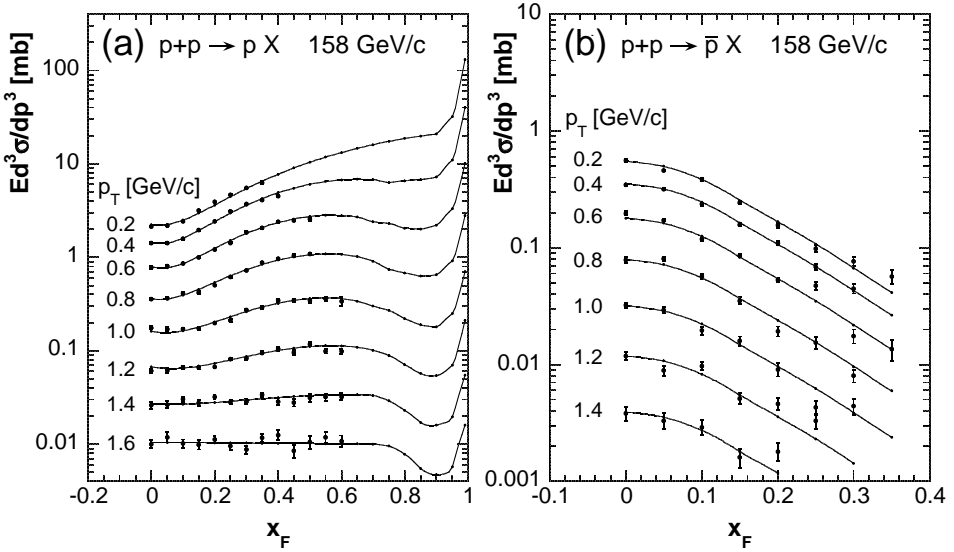 (a) p+p → p X 158 GeV/c
Ed³σ/dp³ [mb]
100
10
1
0.1
0.01
p_T [GeV/c]
0.2
0.4
0.6
0.8
1.0
1.2
1.4
1.6
-0.2 0 0.2 0.4 0.6 0.8 1
x_F
(b) p+p → p̅ X 158 GeV/c
Ed³σ/dp³ [mb]
10
1
0.1
0.01
0.001
p_T [GeV/c]
0.2
0.4
0.6
0.8
1.0
1.2
1.4
-0.1 0 0.1 0.2 0.3 0.4
x_F